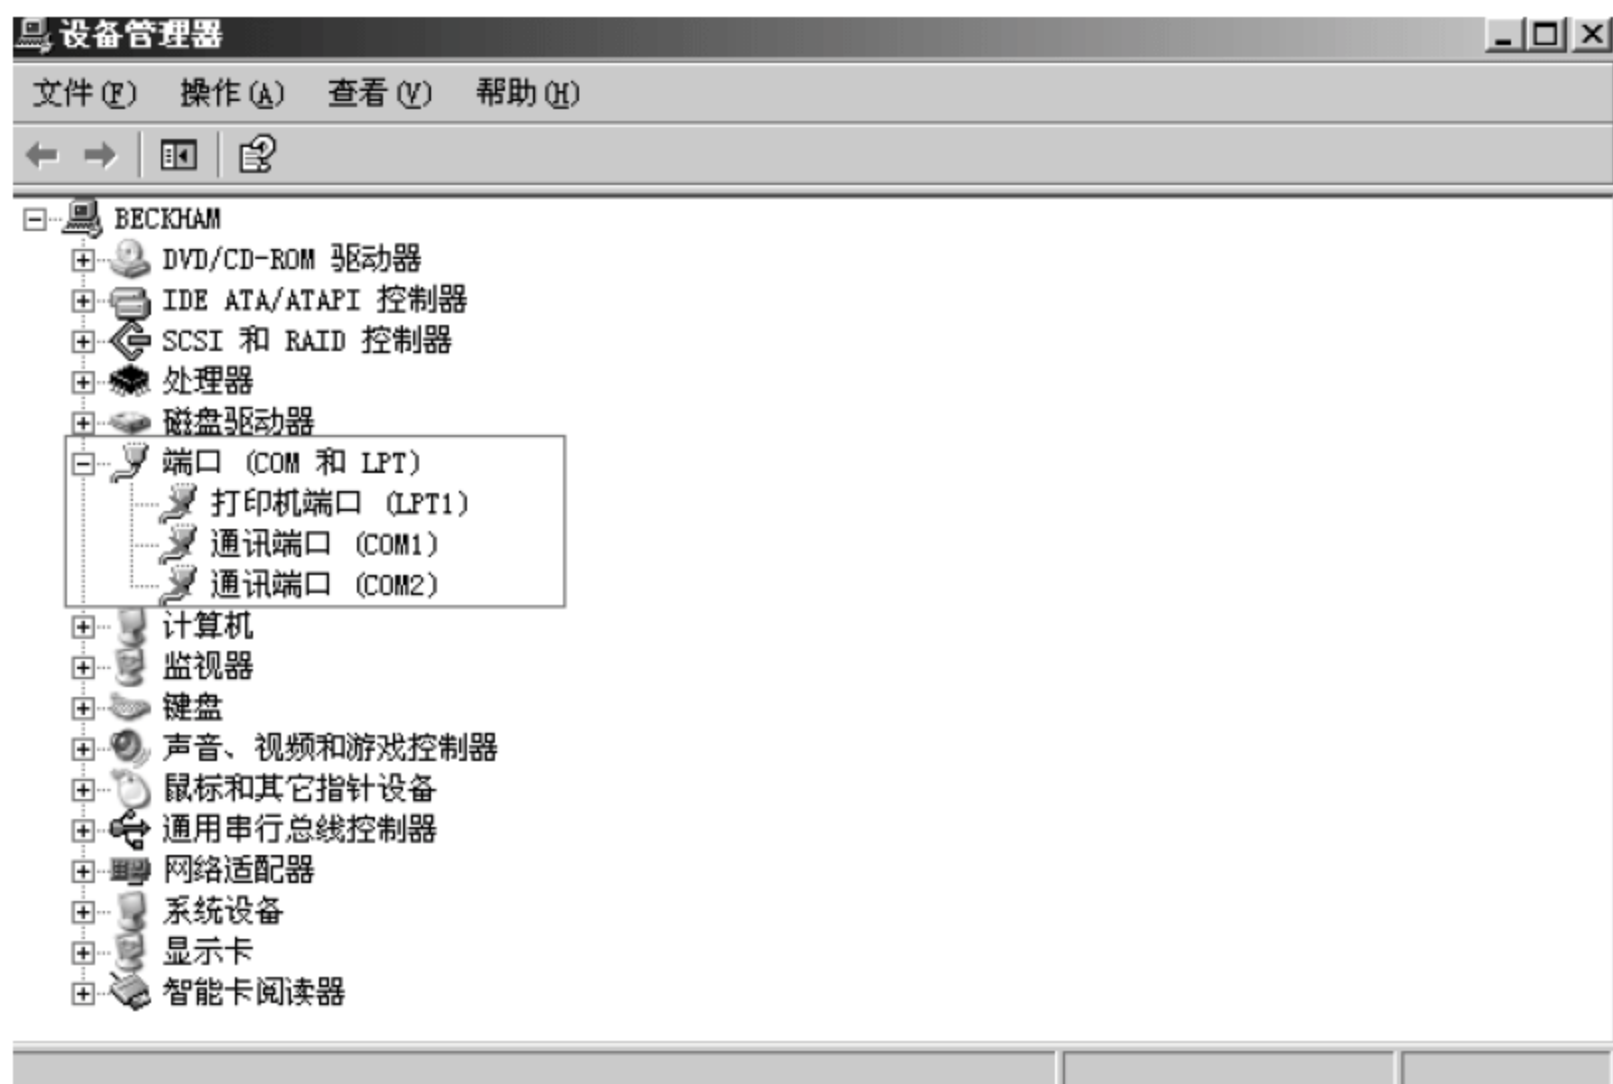 设备管理器
文件(F) 操作(A) 查看(V) 帮助(H)
BECKHAM
DVD/CD-ROM 驱动器
IDE ATA/ATAPI 控制器
SCSI 和 RAID 控制器
处理器
磁盘驱动器
端口 (COM 和 LPT)
打印机端口 (LPT1)
通讯端口 (COM1)
通讯端口 (COM2)
计算机
监视器
键盘
声音、视频和游戏控制器
鼠标和其它指针设备
通用串行总线控制器
网络适配器
系统设备
显示卡
智能卡阅读器